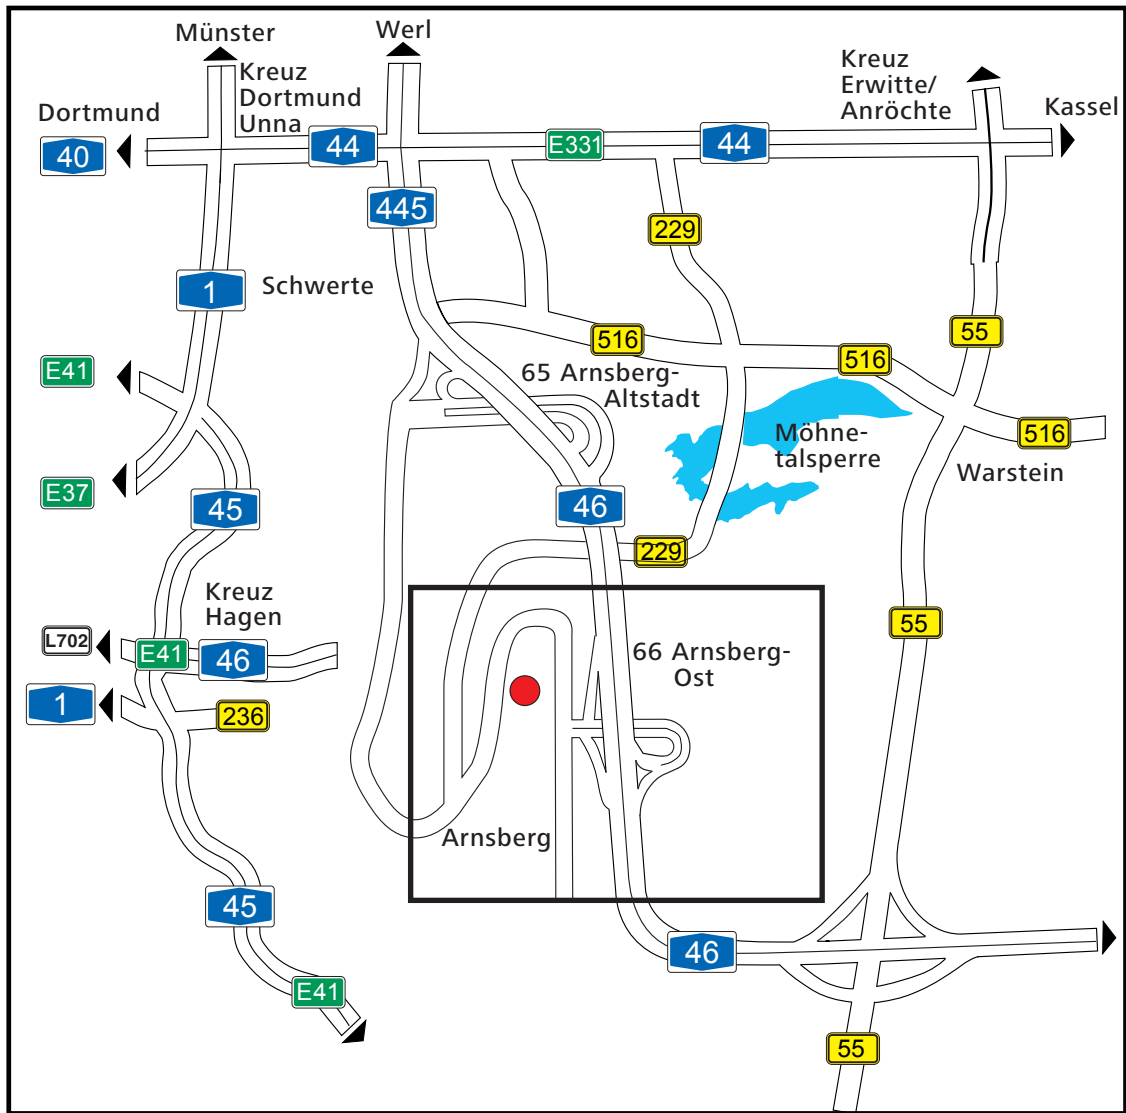 Münster
Werl
Kreuz
Dortmund
Unna
Kreuz
Erwitte/
Anröchte
Dortmund
Kassel
40
44
E331
44
445
229
1
Schwerte
55
516
516
E41
65 Arnsberg-
Altstadt
Möhne-
talsperre
516
Warstein
E37
45
46
229
Kreuz
Hagen
55
L702
E41
46
66 Arnsberg-
Ost
1
236
Arnsberg
45
46
E41
55